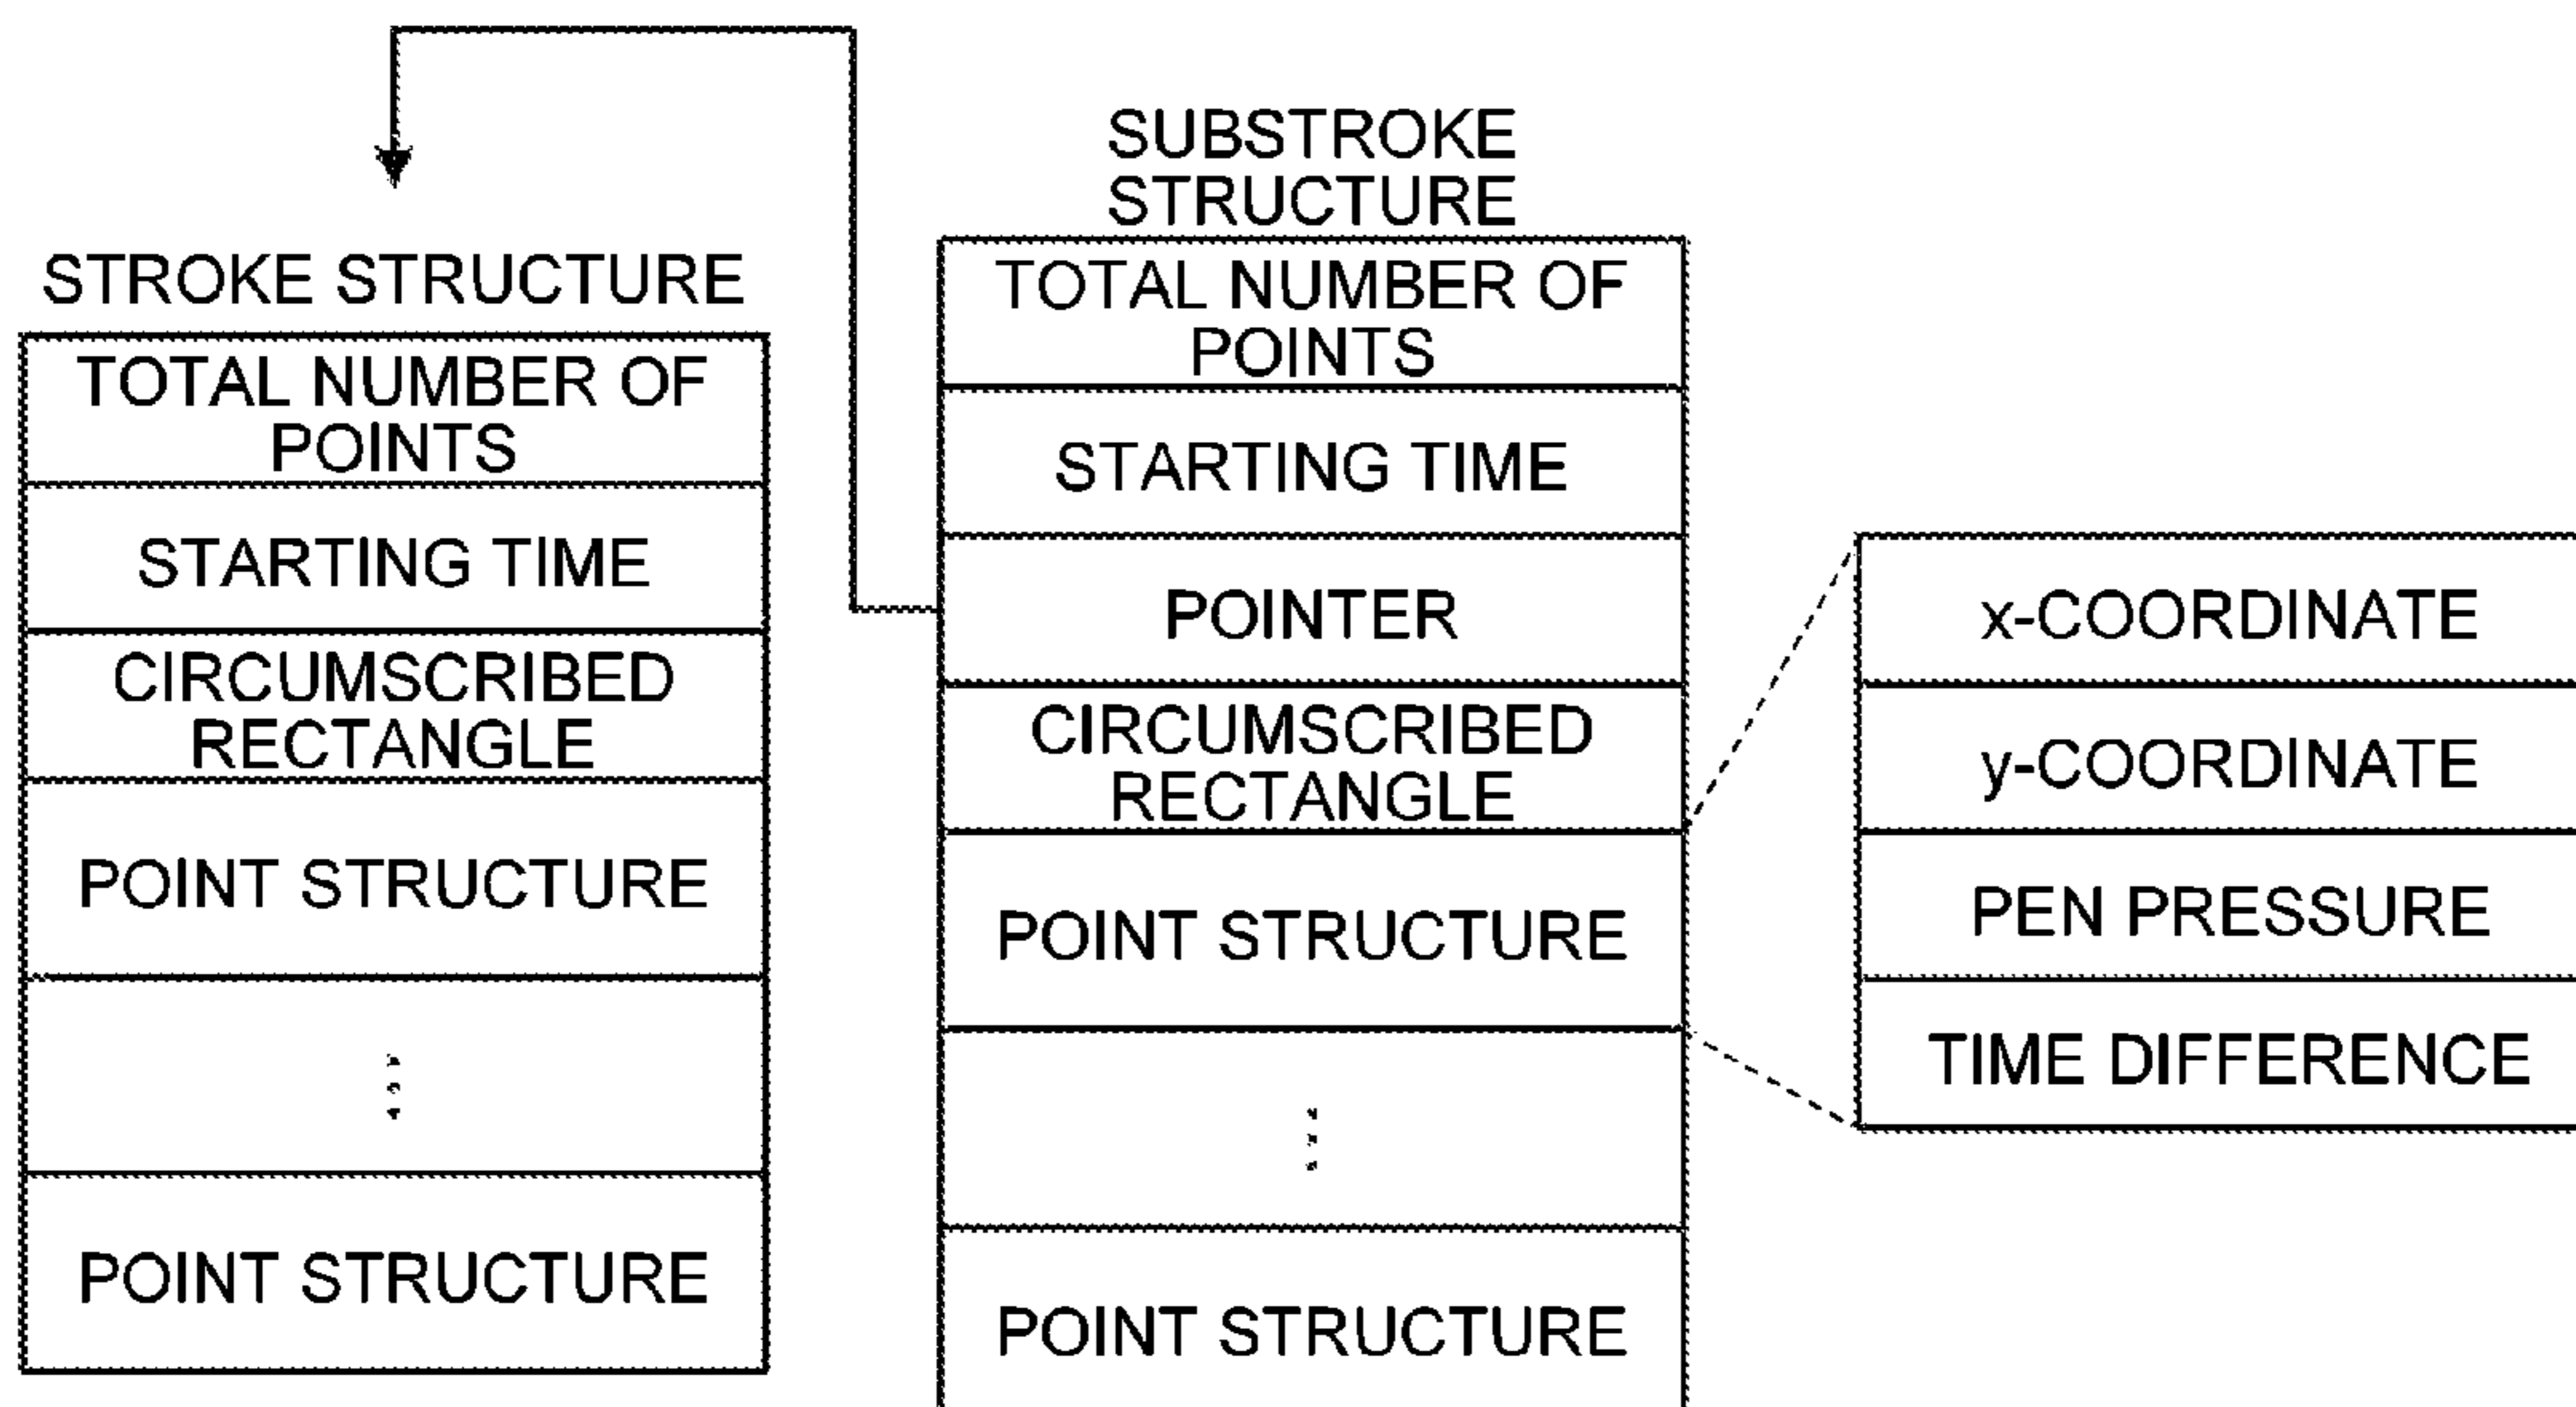 STROKE STRUCTURE
TOTAL NUMBER OF
POINTS
STARTING TIME
CIRCUMSCRIBED
RECTANGLE
POINT STRUCTURE
⋮
POINT STRUCTURE
SUBSTROKE
STRUCTURE
TOTAL NUMBER OF
POINTS
STARTING TIME
POINTER
CIRCUMSCRIBED
RECTANGLE
POINT STRUCTURE
⋮
POINT STRUCTURE
x-COORDINATE
y-COORDINATE
PEN PRESSURE
TIME DIFFERENCE